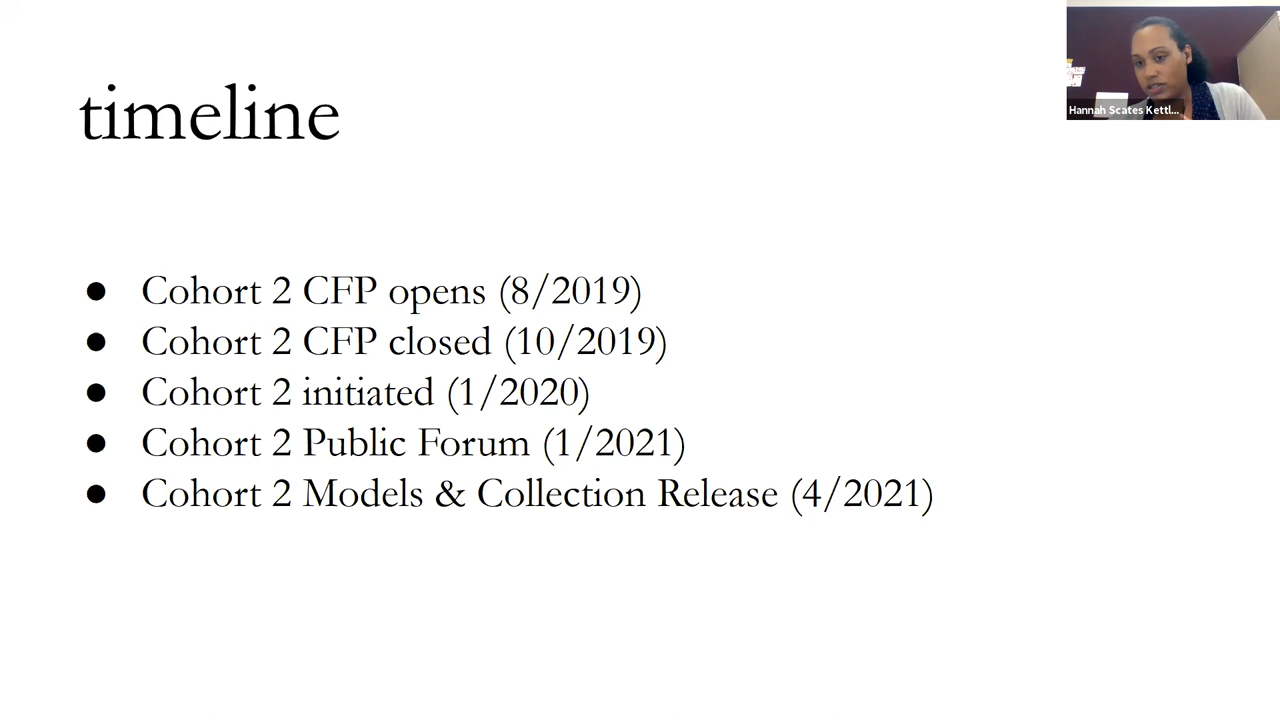 Hannah Scates Kettl...
timeline
● Cohort 2 CFP opens (8/2019)
● Cohort 2 CFP closed (10/2019)
● Cohort 2 initiated (1/2020)
● Cohort 2 Public Forum (1/2021)
● Cohort 2 Models & Collection Release (4/2021)